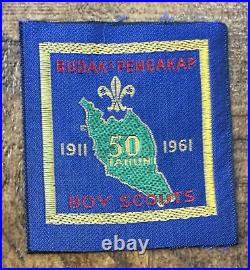 BUDAK² PENGAKAP
1911 1961
50
TAHUN
BOY SCOUTS